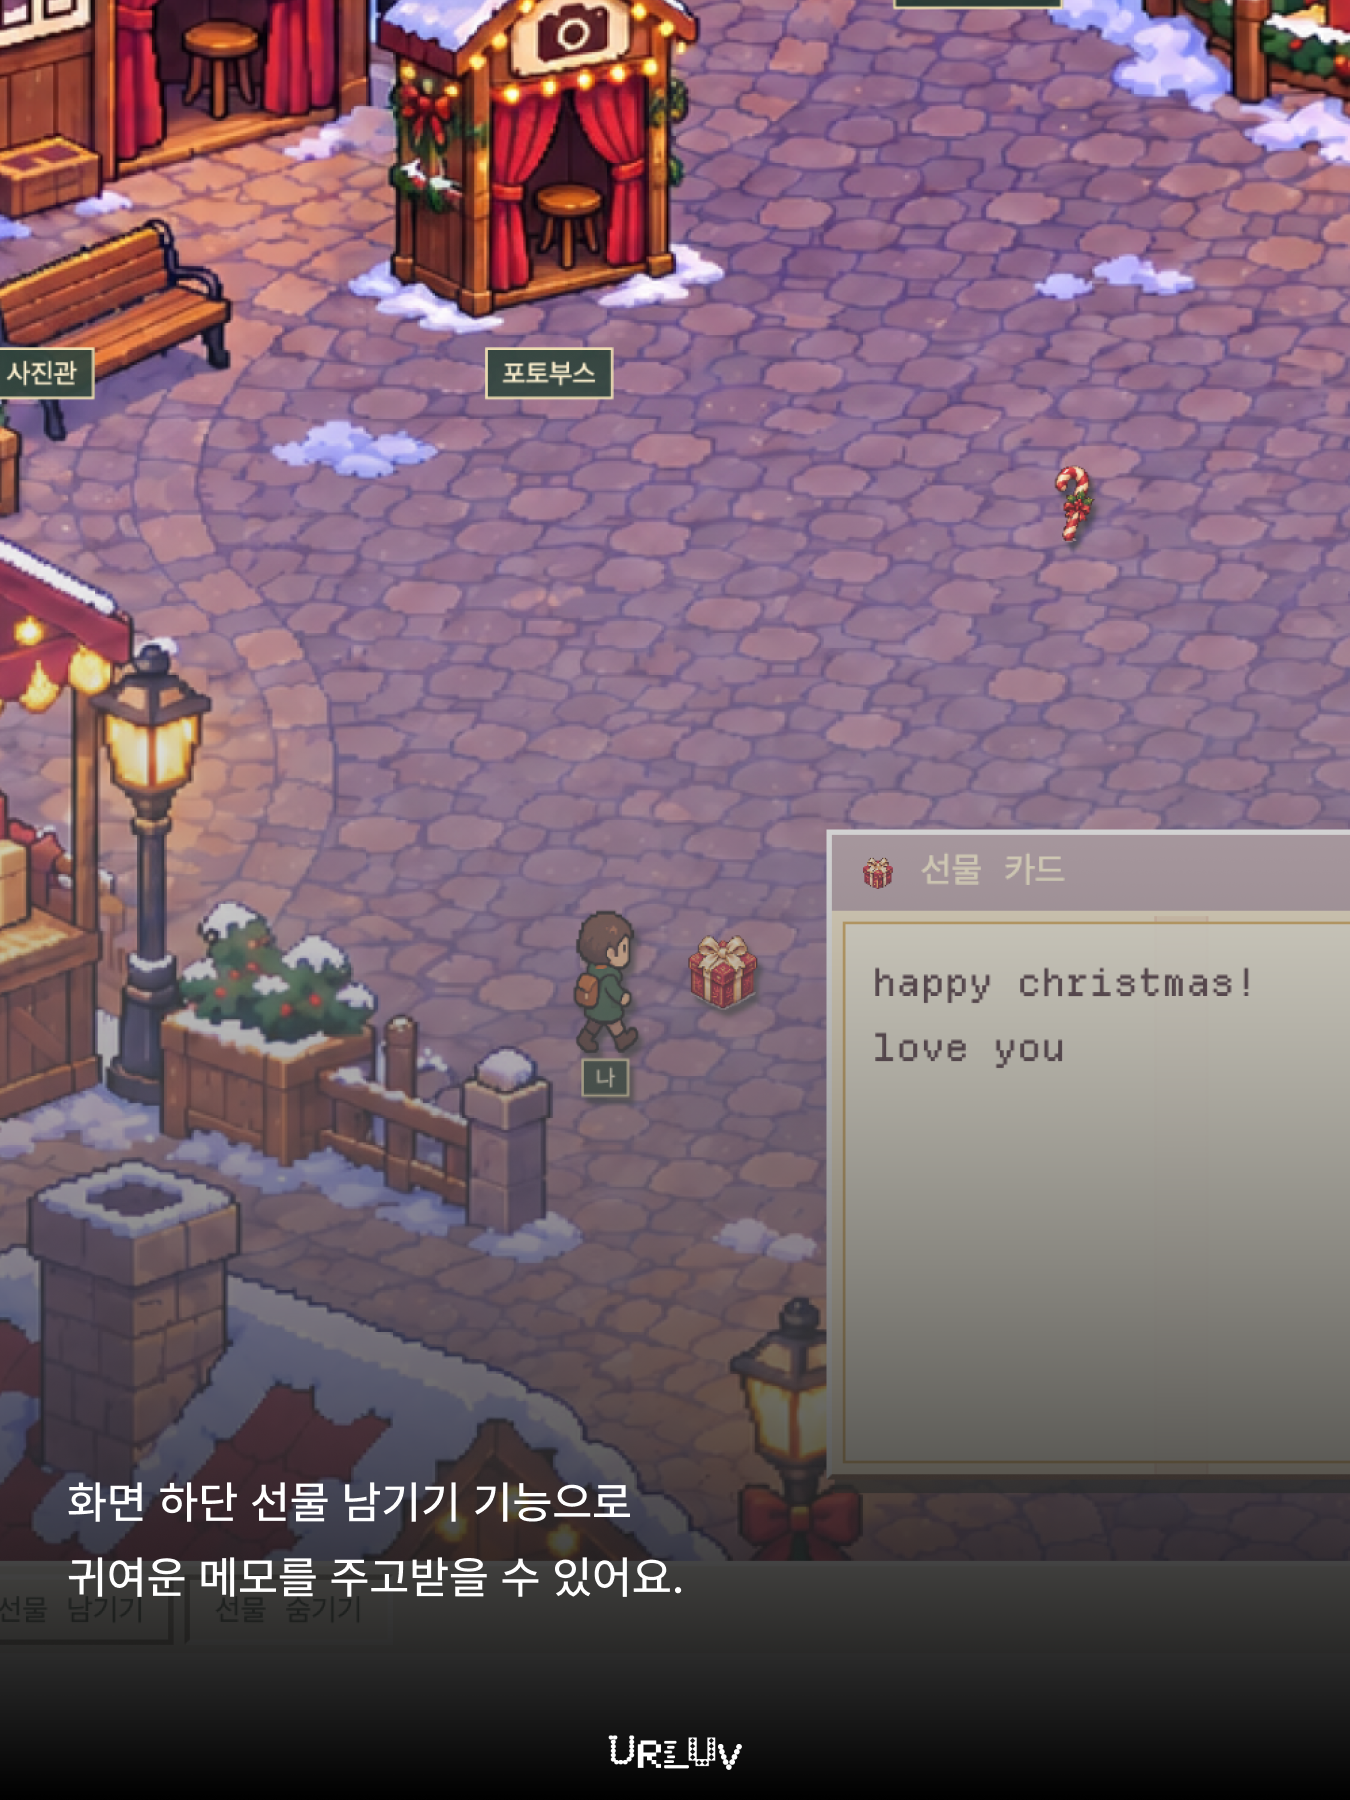 사진관
포토부스
선물 카드
happy christmas!
love you
나
화면 하단 선물 남기기 기능으로
귀여운 메모를 주고받을 수 있어요.
선물 남기기
선물 숨기기
URLUV